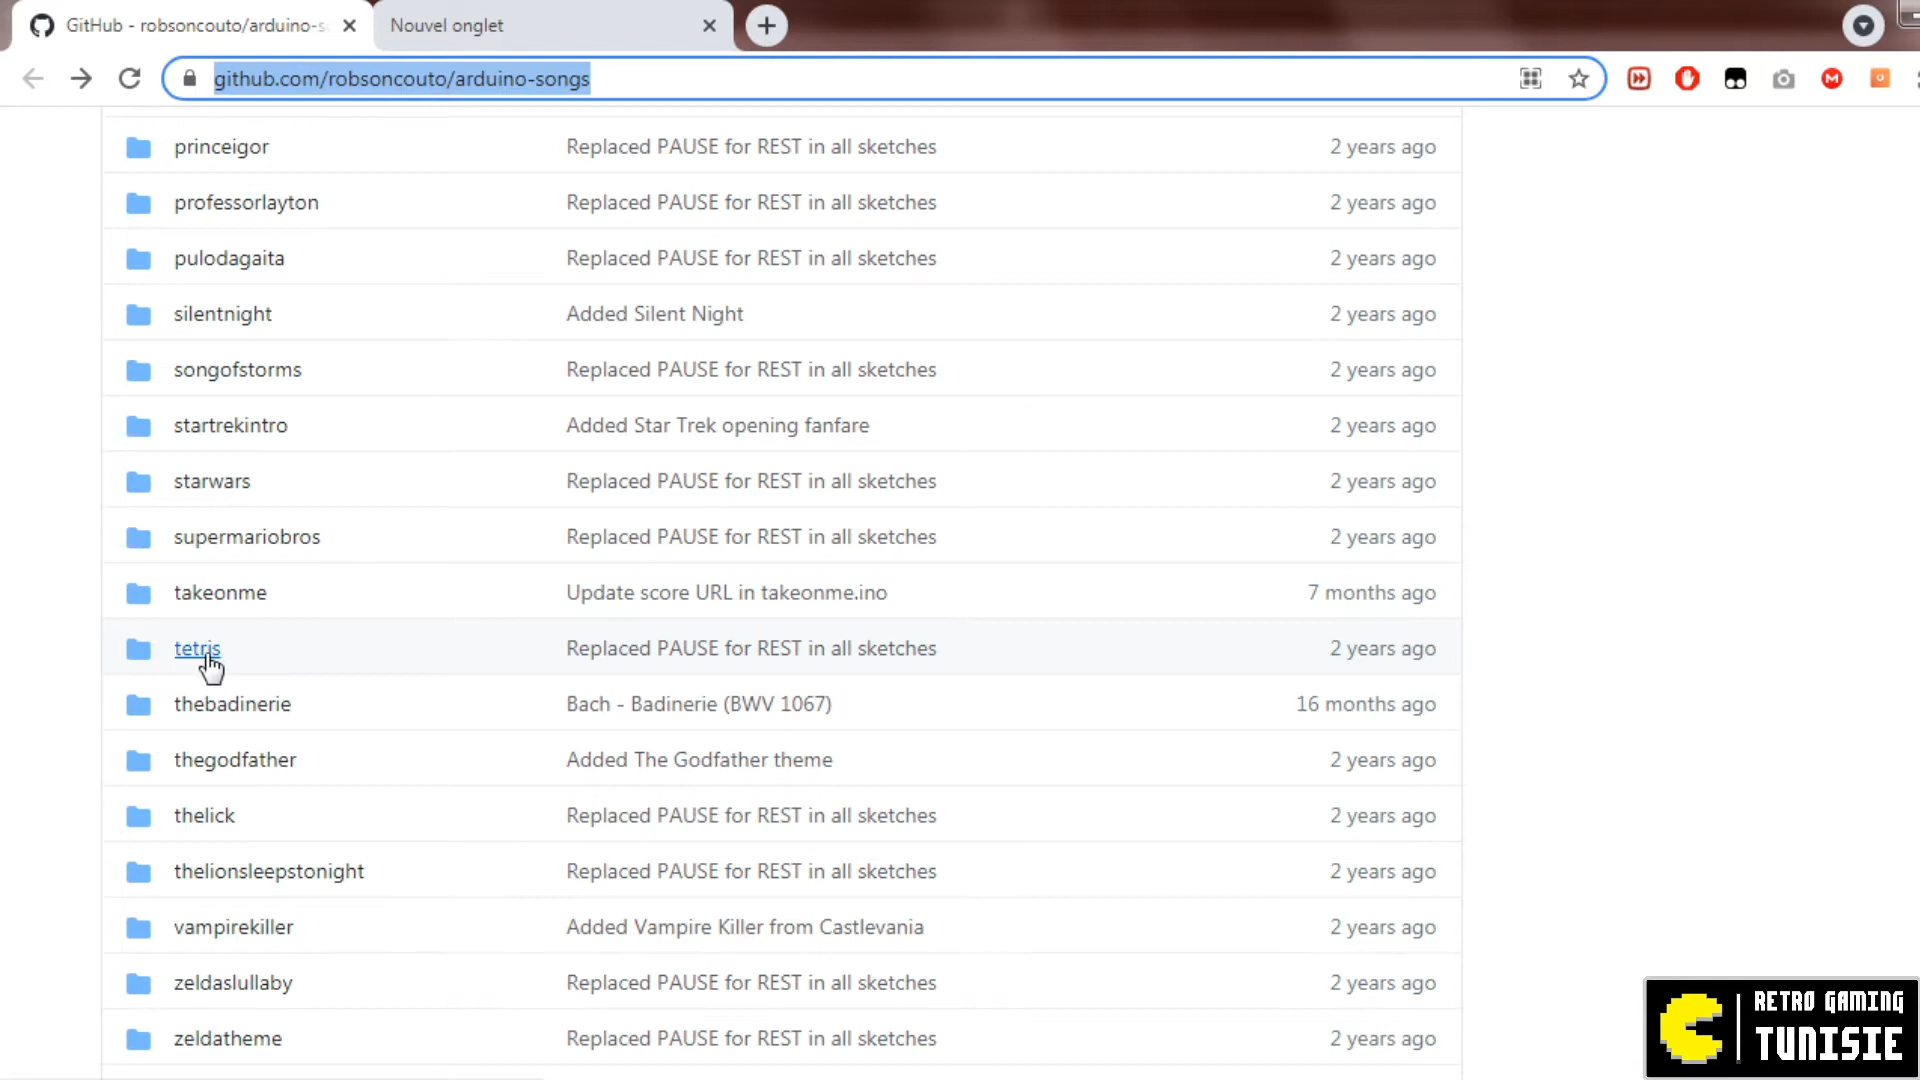 GitHub - robsoncouto/arduino-s
Nouvel onglet
github.com/robsoncouto/arduino-songs
princeigor Replaced PAUSE for REST in all sketches 2 years ago
professorlayton Replaced PAUSE for REST in all sketches 2 years ago
pulodagaita Replaced PAUSE for REST in all sketches 2 years ago
silentnight Added Silent Night 2 years ago
songofstorms Replaced PAUSE for REST in all sketches 2 years ago
startrekintro Added Star Trek opening fanfare 2 years ago
starwars Replaced PAUSE for REST in all sketches 2 years ago
supermariobros Replaced PAUSE for REST in all sketches 2 years ago
takeonme Update score URL in takeonme.ino 7 months ago
tetris Replaced PAUSE for REST in all sketches 2 years ago
thebadinerie Bach - Badinerie (BWV 1067) 16 months ago
thegodfather Added The Godfather theme 2 years ago
thelick Replaced PAUSE for REST in all sketches 2 years ago
thelionsleepstonight Replaced PAUSE for REST in all sketches 2 years ago
vampirekiller Added Vampire Killer from Castlevania 2 years ago
zeldaslullaby Replaced PAUSE for REST in all sketches 2 years ago
zeldatheme Replaced PAUSE for REST in all sketches 2 years ago
RETRO GAMING
TUNISIE